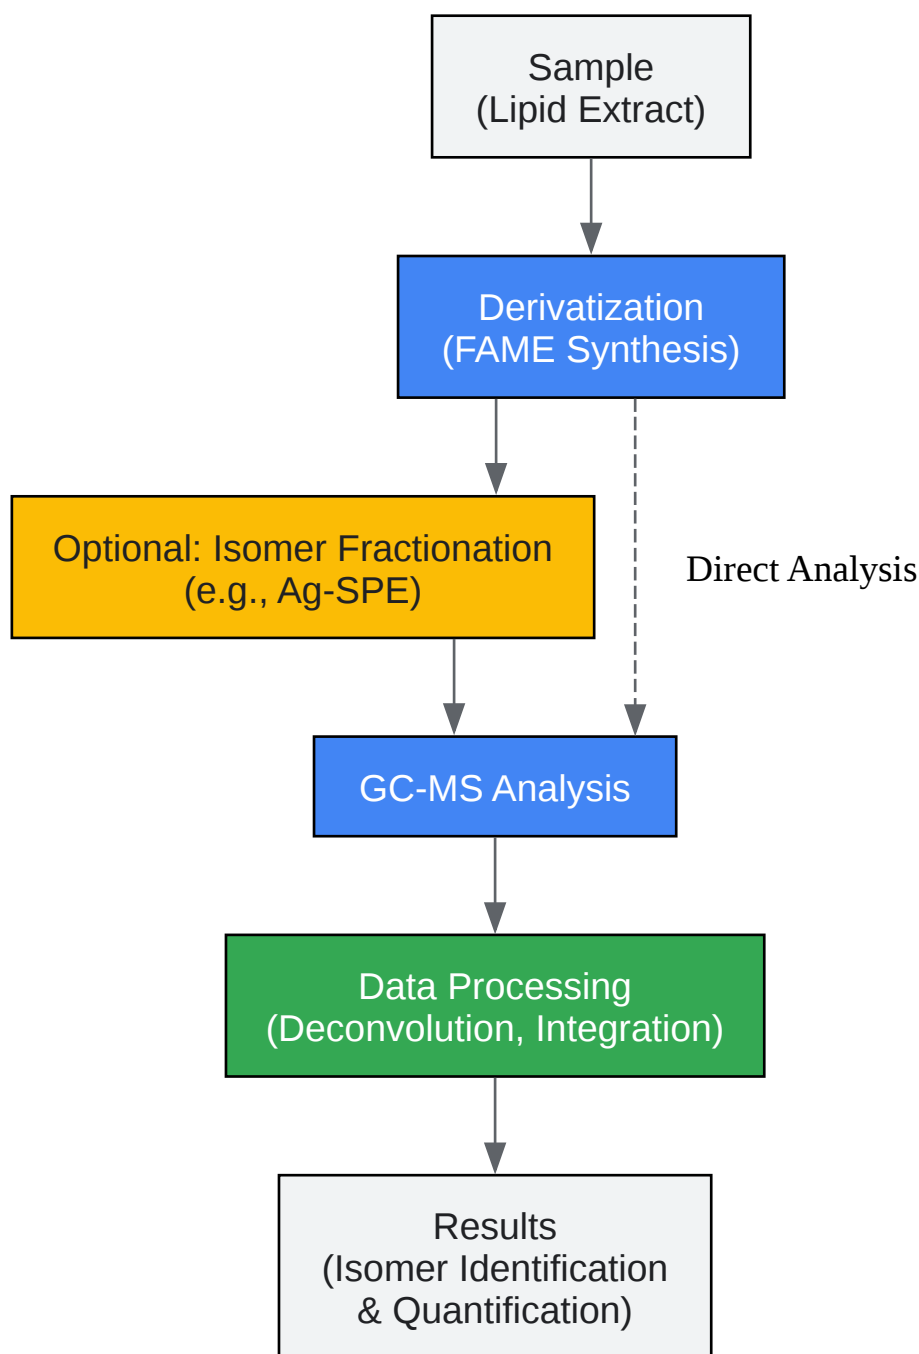 Sample
(Lipid Extract)
Derivatization
(FAME Synthesis)
Optional: Isomer Fractionation
(e.g., Ag-SPE)
Direct Analysis
GC-MS Analysis
Data Processing
(Deconvolution, Integration)
Results
(Isomer Identification
& Quantification)